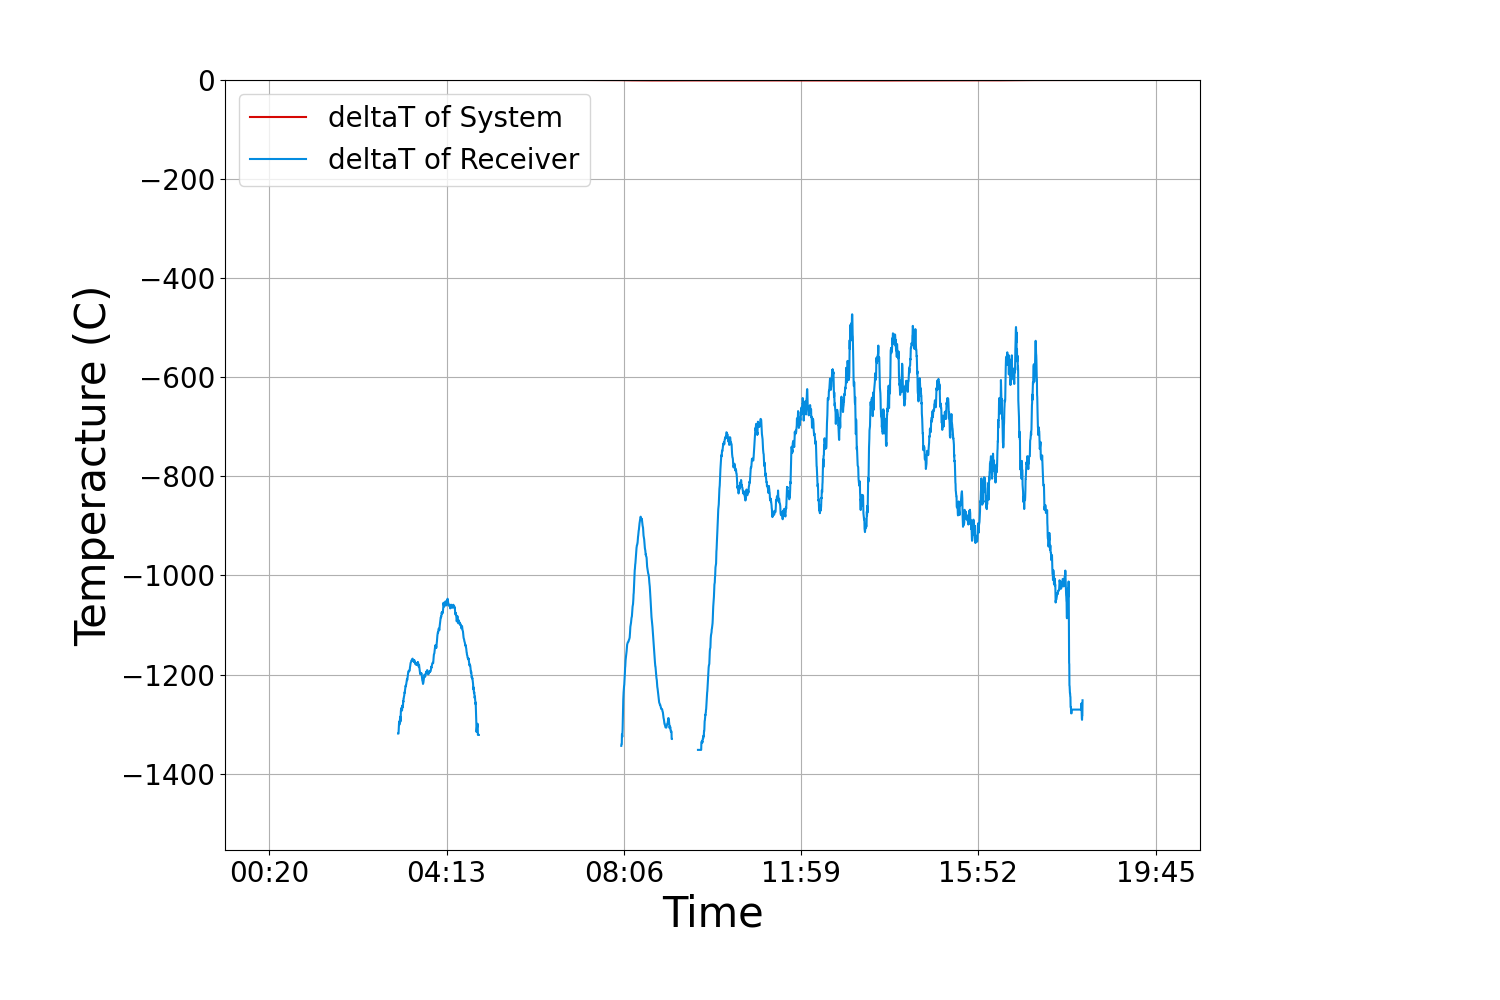 0
−200
−400
−600
−800
−1000
−1200
−1400
Temperacture (C)
deltaT of System
deltaT of Receiver
00:20 04:13 08:06 11:59 15:52 19:45
Time